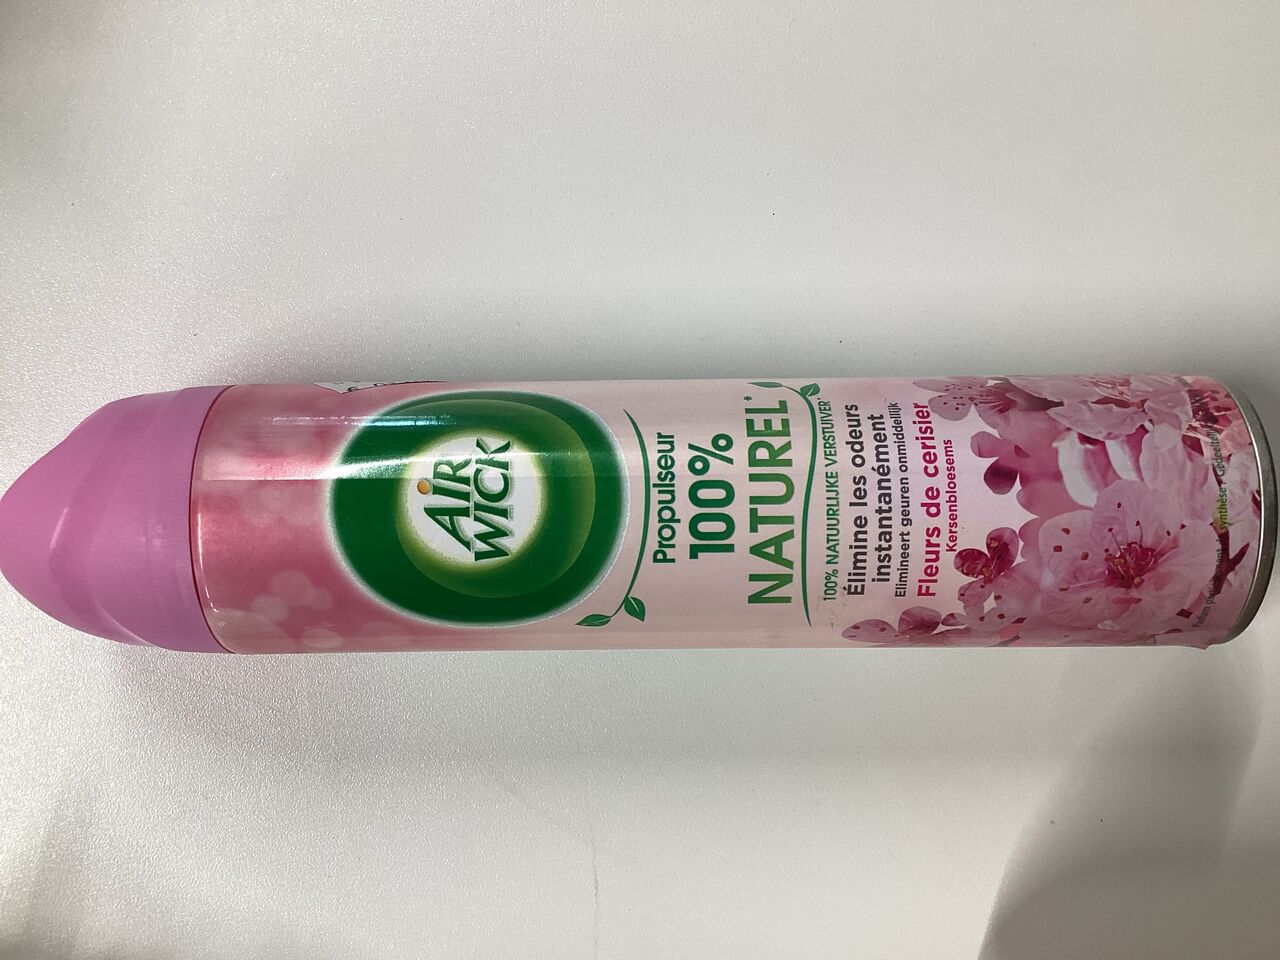 AIR
WICK
Propulseur
100%
NATUREL*
100% NATUURLIJKE VERSTUIVER*
Élimine les odeurs
instantanément
Elimineert geuren onmiddellijk
Fleurs de cerisier
Kersenbloesems
synthèse